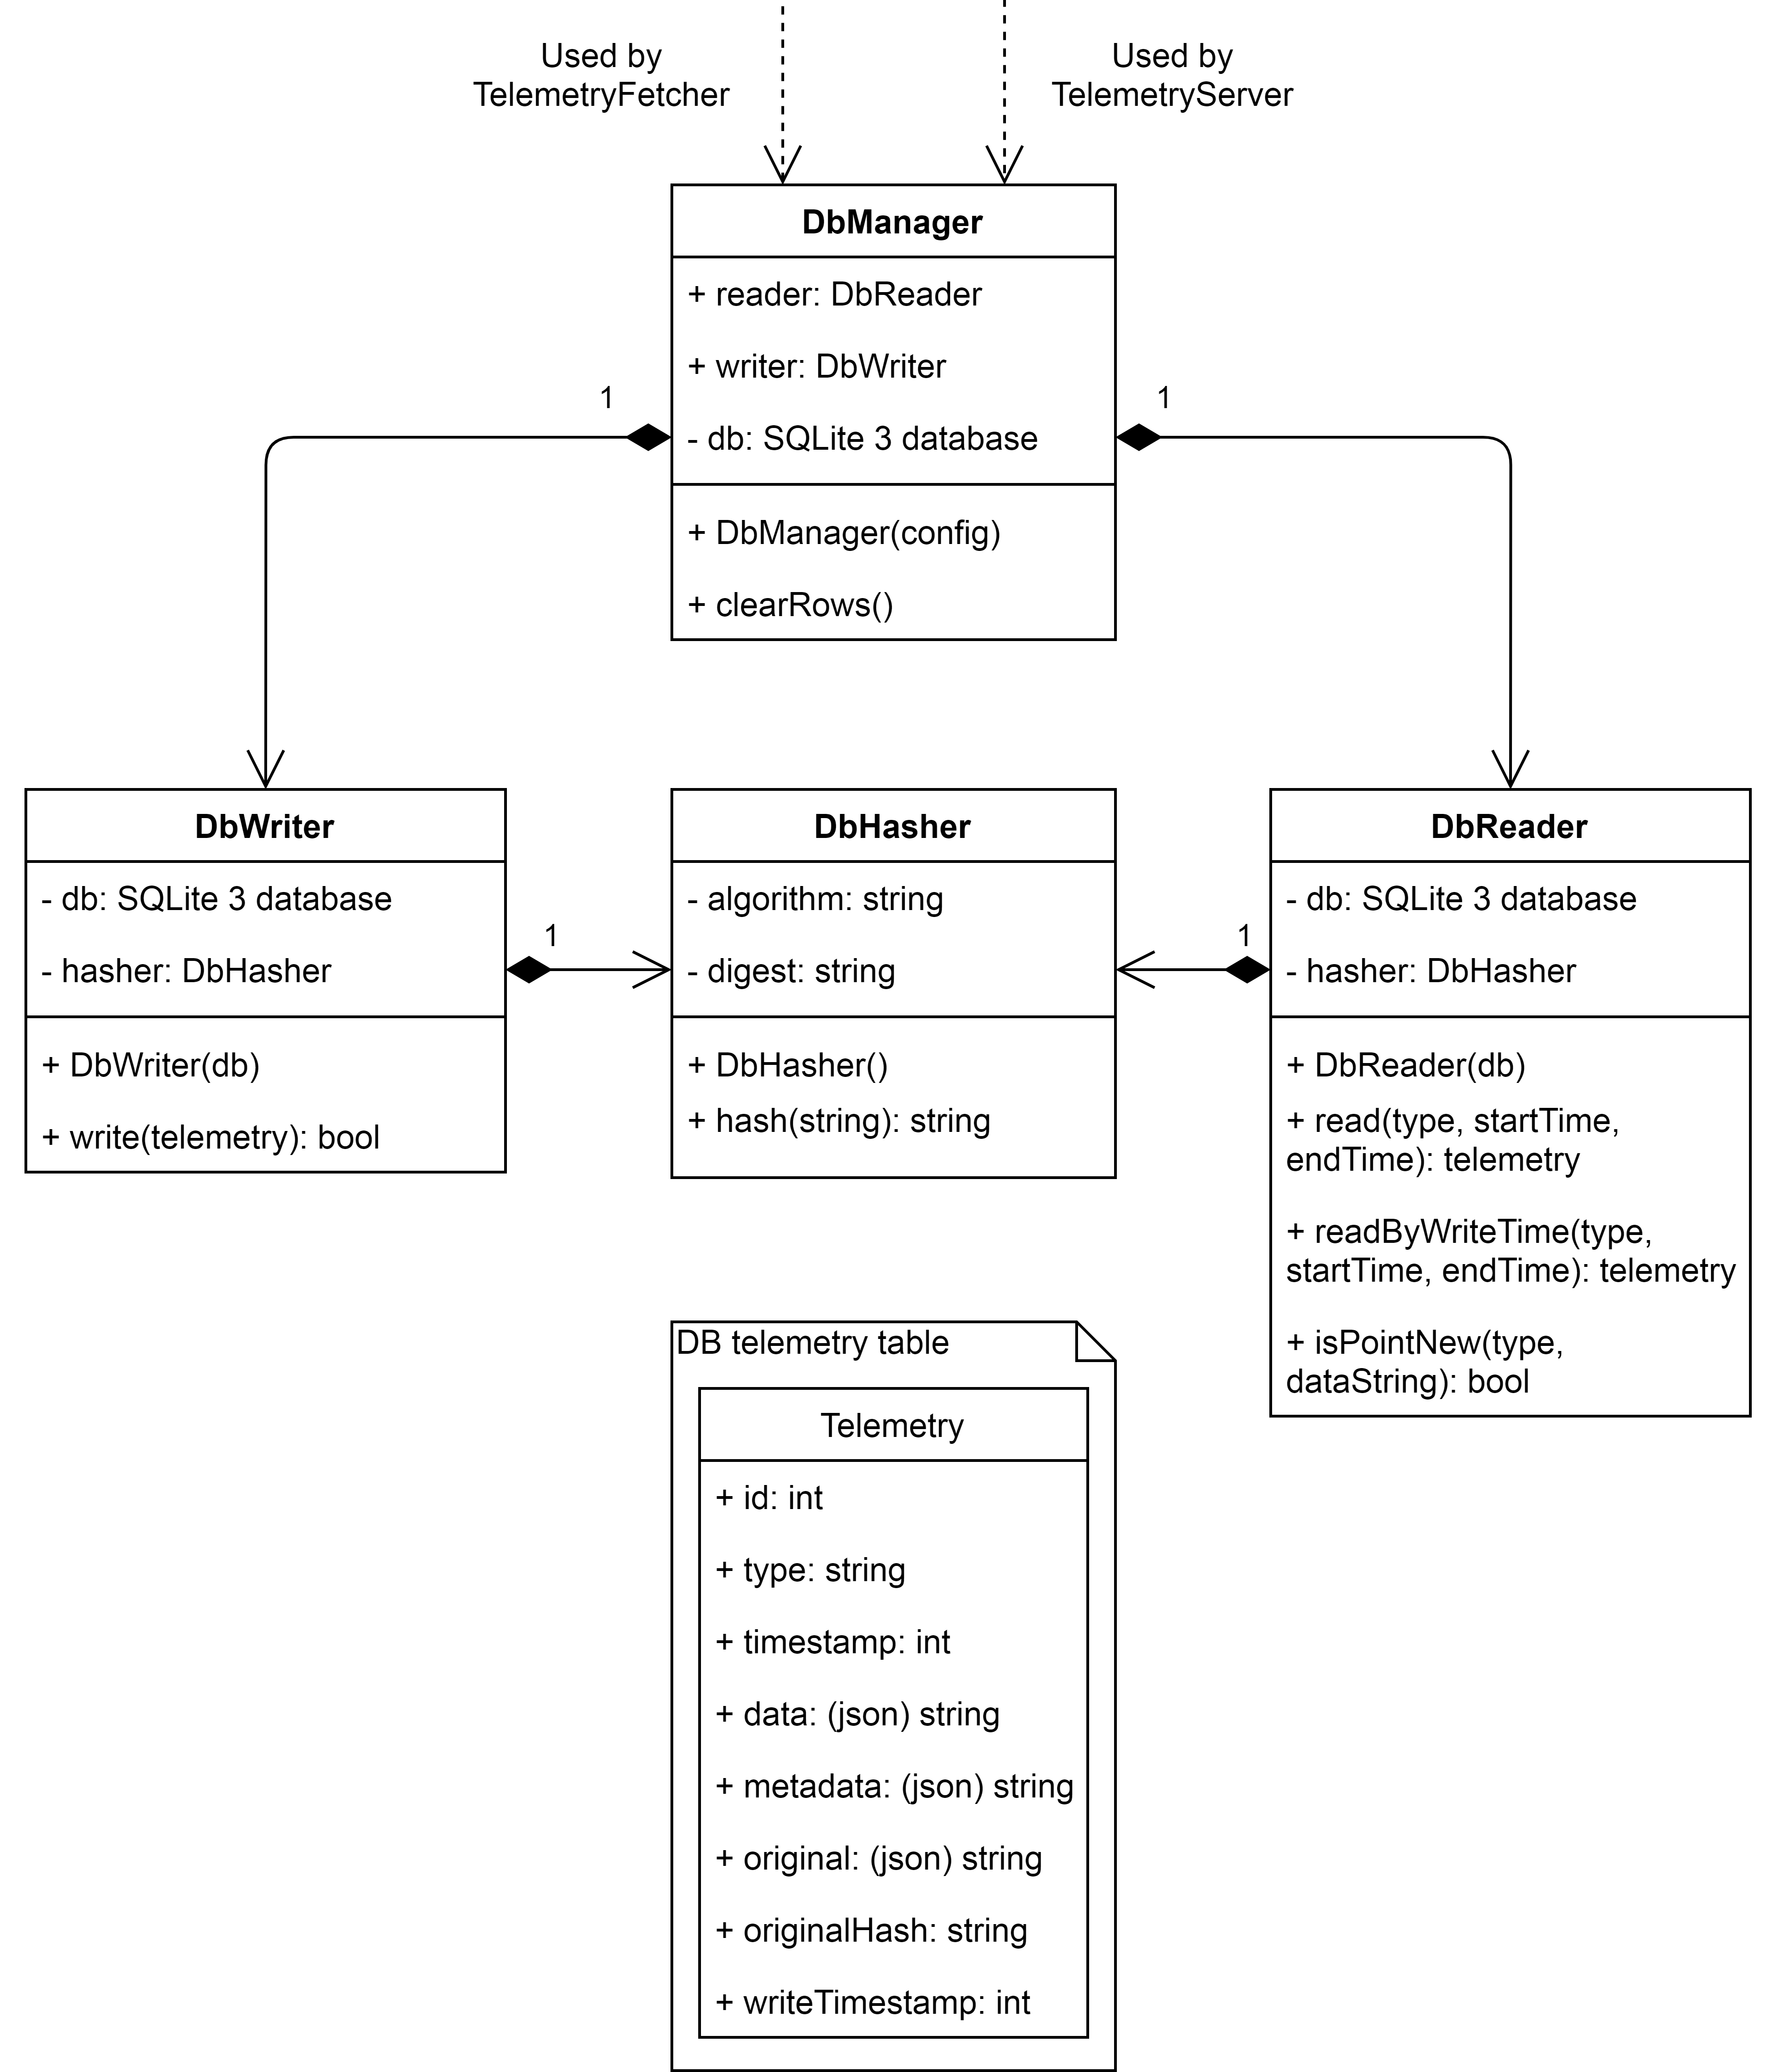 Used by
TelemetryFetcher
Used by
TelemetryServer
DbManager
+ reader: DbReader
+ writer: DbWriter
- db: SQLite 3 database
+ DbManager(config)
+ clearRows()
1
1
DbWriter
- db: SQLite 3 database
- hasher: DbHasher
+ DbWriter(db)
+ write(telemetry): bool
1
DbHasher
- algorithm: string
- digest: string
+ DbHasher()
+ hash(string): string
1
DbReader
- db: SQLite 3 database
- hasher: DbHasher
+ DbReader(db)
+ read(type, startTime,
endTime): telemetry
+ readByWriteTime(type,
startTime, endTime): telemetry
+ isPointNew(type,
dataString): bool
DB telemetry table
Telemetry
+ id: int
+ type: string
+ timestamp: int
+ data: (json) string
+ metadata: (json) string
+ original: (json) string
+ originalHash: string
+ writeTimestamp: int